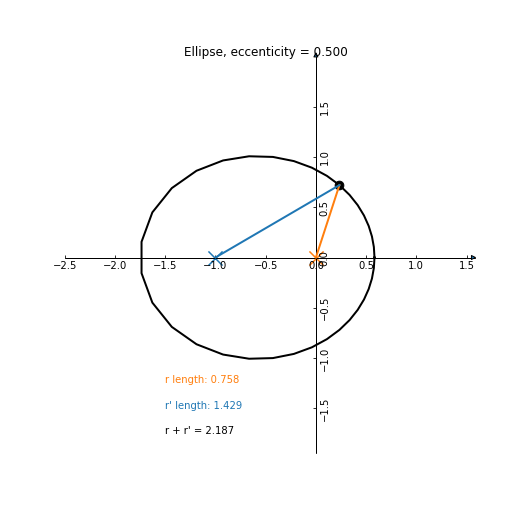 Ellipse, eccentricity = 0.500
1.5
1.0
0.5
0.0
−2.5 −2.0 −1.5 −1.0 −0.5 0.0 0.5 1.0 1.5
−0.5
−1.0
−1.5
r length: 0.758
r' length: 1.429
r + r' = 2.187